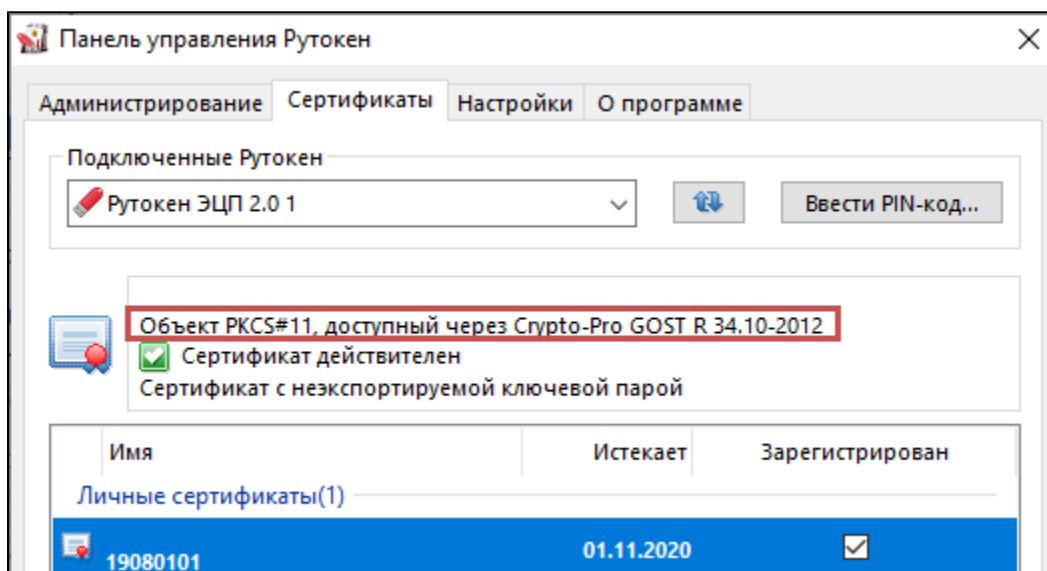 Панель управления Рутокен
Администрирование Сертификаты Настройки О программе
Подключенные Рутокен
Рутокен ЭЦП 2.0 1 Ввести PIN-код...
Объект PKCS#11, доступный через Crypto-Pro GOST R 34.10-2012
Сертификат действителен
Сертификат с неэкспортируемой ключевой парой
Имя Истекает Зарегистрирован
Личные сертификаты(1)
19080101 01.11.2020